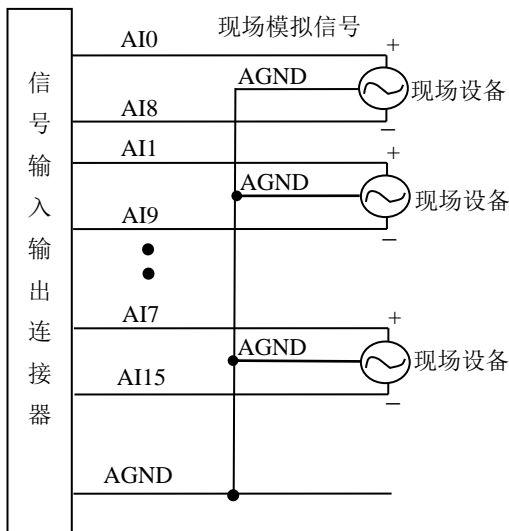 信号输入输出连接器
现场模拟信号
AI0
+
AGND
现场设备
AI8
−
AI1
+
AGND
现场设备
AI9
−
AI7
+
AGND
现场设备
AI15
−
AGND